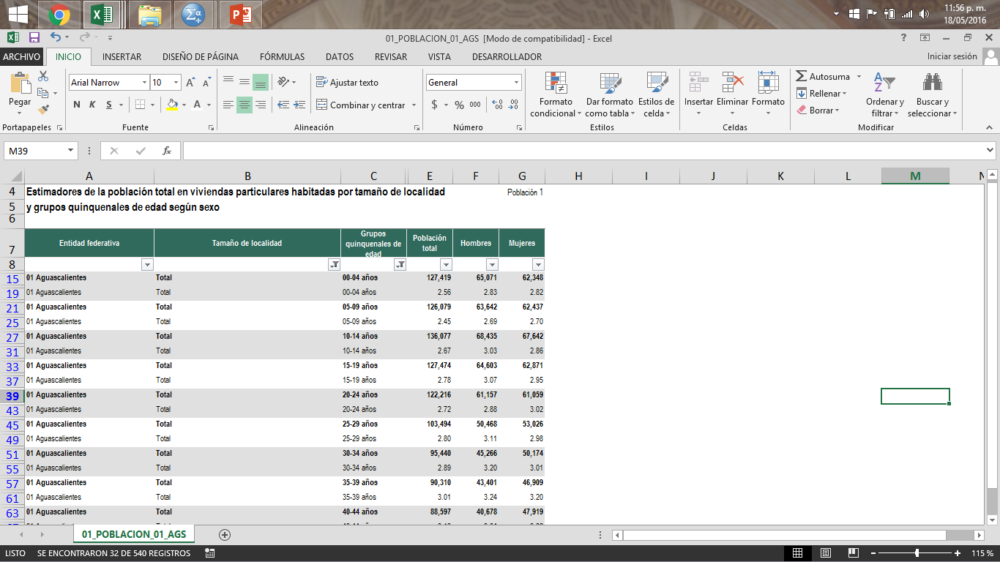 11:56 p. m.
18/05/2016
01_POBLACION_01_AGS [Modo de compatibilidad] - Excel
ARCHIVO INICIO INSERTAR DISEÑO DE PÁGINA FÓRMULAS DATOS REVISAR VISTA DESARROLLADOR Iniciar sesión
Pegar
Portapapeles
Arial Narrow 10
N K S
Fuente
Ajustar texto
Combinar y centrar
Alineación
General
$ % 000
Número
Formato condicional
Dar formato como tabla
Estilos de celda
Estilos
Insertar Eliminar Formato
Celdas
Autosuma
Rellenar
Borrar
Ordenar y filtrar
Buscar y seleccionar
Modificar
M39 fx
A B C E F G H I J K L M N
4 Estimadores de la población total en viviendas particulares habitadas por tamaño de localidad Población 1
5 y grupos quinquenales de edad según sexo
6
7 Entidad federativa Tamaño de localidad Grupos quinquenales de edad Población total Hombres Mujeres
8
15 01 Aguascalientes Total 00-04 años 127,419 65,071 62,348
19 01 Aguascalientes Total 00-04 años 2.56 2.83 2.82
21 01 Aguascalientes Total 05-09 años 126,079 63,642 62,437
25 01 Aguascalientes Total 05-09 años 2.45 2.69 2.70
27 01 Aguascalientes Total 10-14 años 136,077 68,435 67,642
31 01 Aguascalientes Total 10-14 años 2.67 3.03 2.86
33 01 Aguascalientes Total 15-19 años 127,474 64,603 62,871
37 01 Aguascalientes Total 15-19 años 2.78 3.07 2.95
39 01 Aguascalientes Total 20-24 años 122,216 61,157 61,059
43 01 Aguascalientes Total 20-24 años 2.72 2.88 3.02
45 01 Aguascalientes Total 25-29 años 103,494 50,468 53,026
49 01 Aguascalientes Total 25-29 años 2.80 3.11 2.98
51 01 Aguascalientes Total 30-34 años 95,440 45,266 50,174
55 01 Aguascalientes Total 30-34 años 2.89 3.20 3.01
57 01 Aguascalientes Total 35-39 años 90,310 43,401 46,909
61 01 Aguascalientes Total 35-39 años 3.01 3.24 3.20
63 01 Aguascalientes Total 40-44 años 88,597 40,678 47,919
01_POBLACION_01_AGS
LISTO SE ENCONTRARON 32 DE 540 REGISTROS 115 %